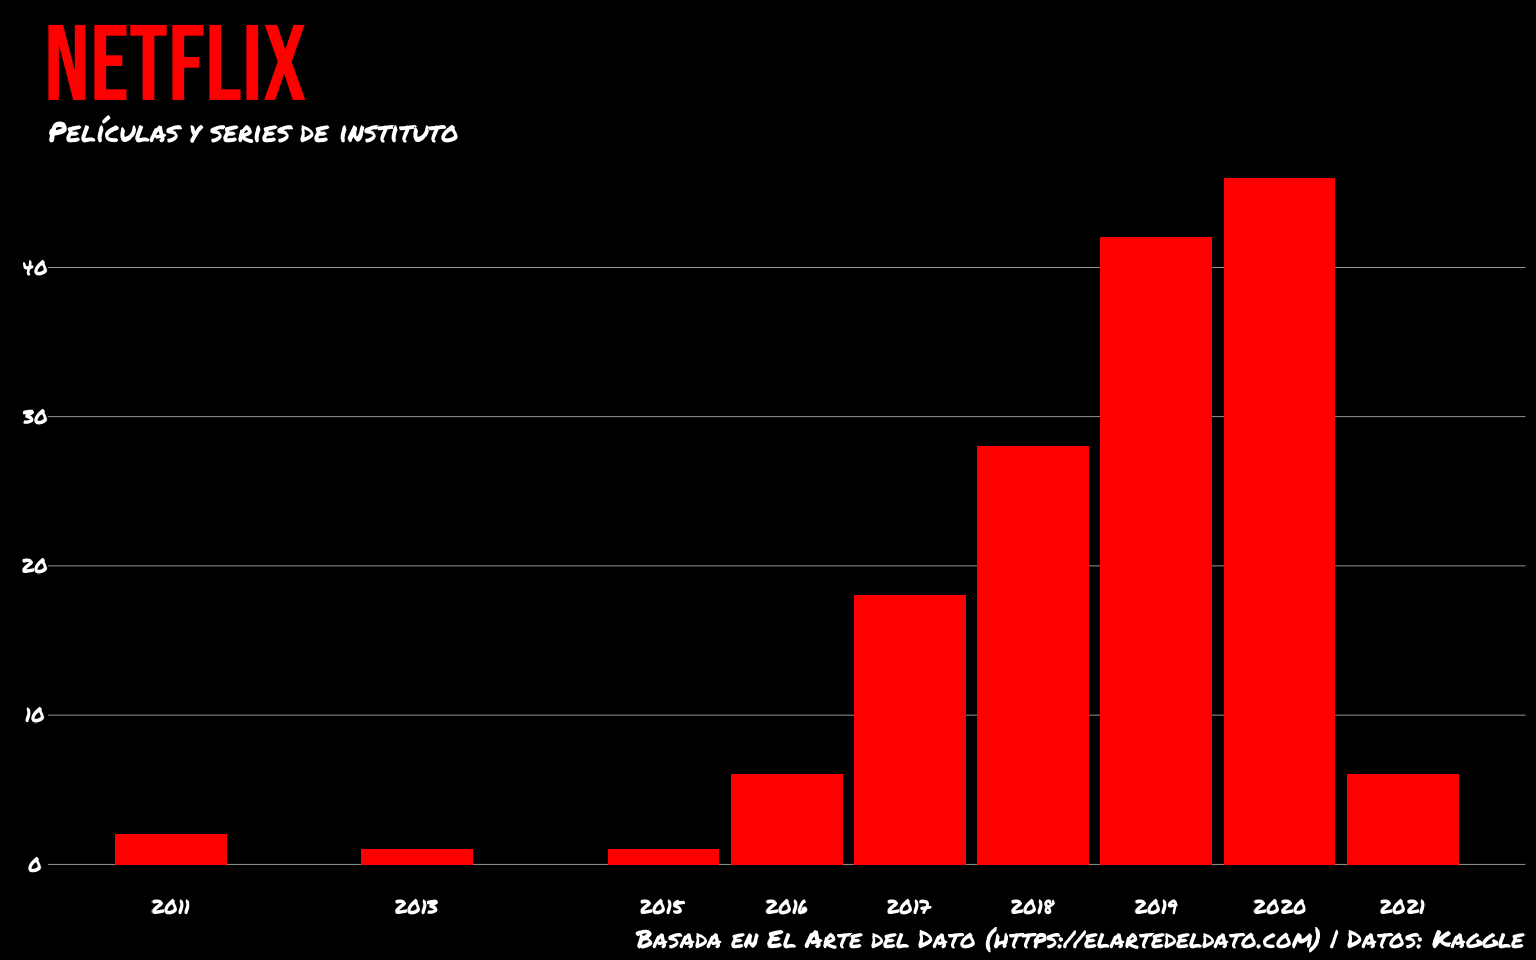 NETFLIX
Películas y series de instituto
40
30
20
10
0
2011 2013 2015 2016 2017 2018 2019 2020 2021
Basada en El Arte del Dato (https://elartedeldato.com) | Datos: Kaggle